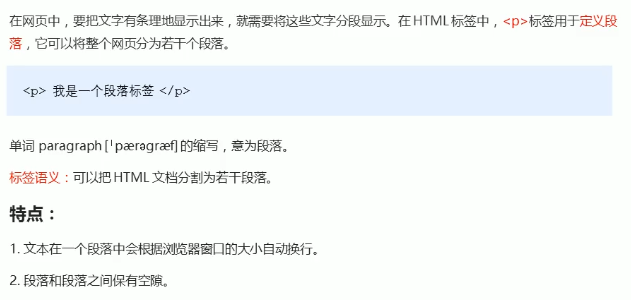 在网页中，要把文字有条理地显示出来，就需要将这些文字分段显示。在 HTML 标签中，<p>标签用于定义段
落，它可以将整个网页分为若干个段落。
<p> 我是一个段落标签 </p>
单词 paragraph [ˈpærəgræf] 的缩写，意为段落。
标签语义：可以把 HTML 文档分割为若干段落。
特点：
1. 文本在一个段落中会根据浏览器窗口的大小自动换行。
2. 段落和段落之间保有空隙。